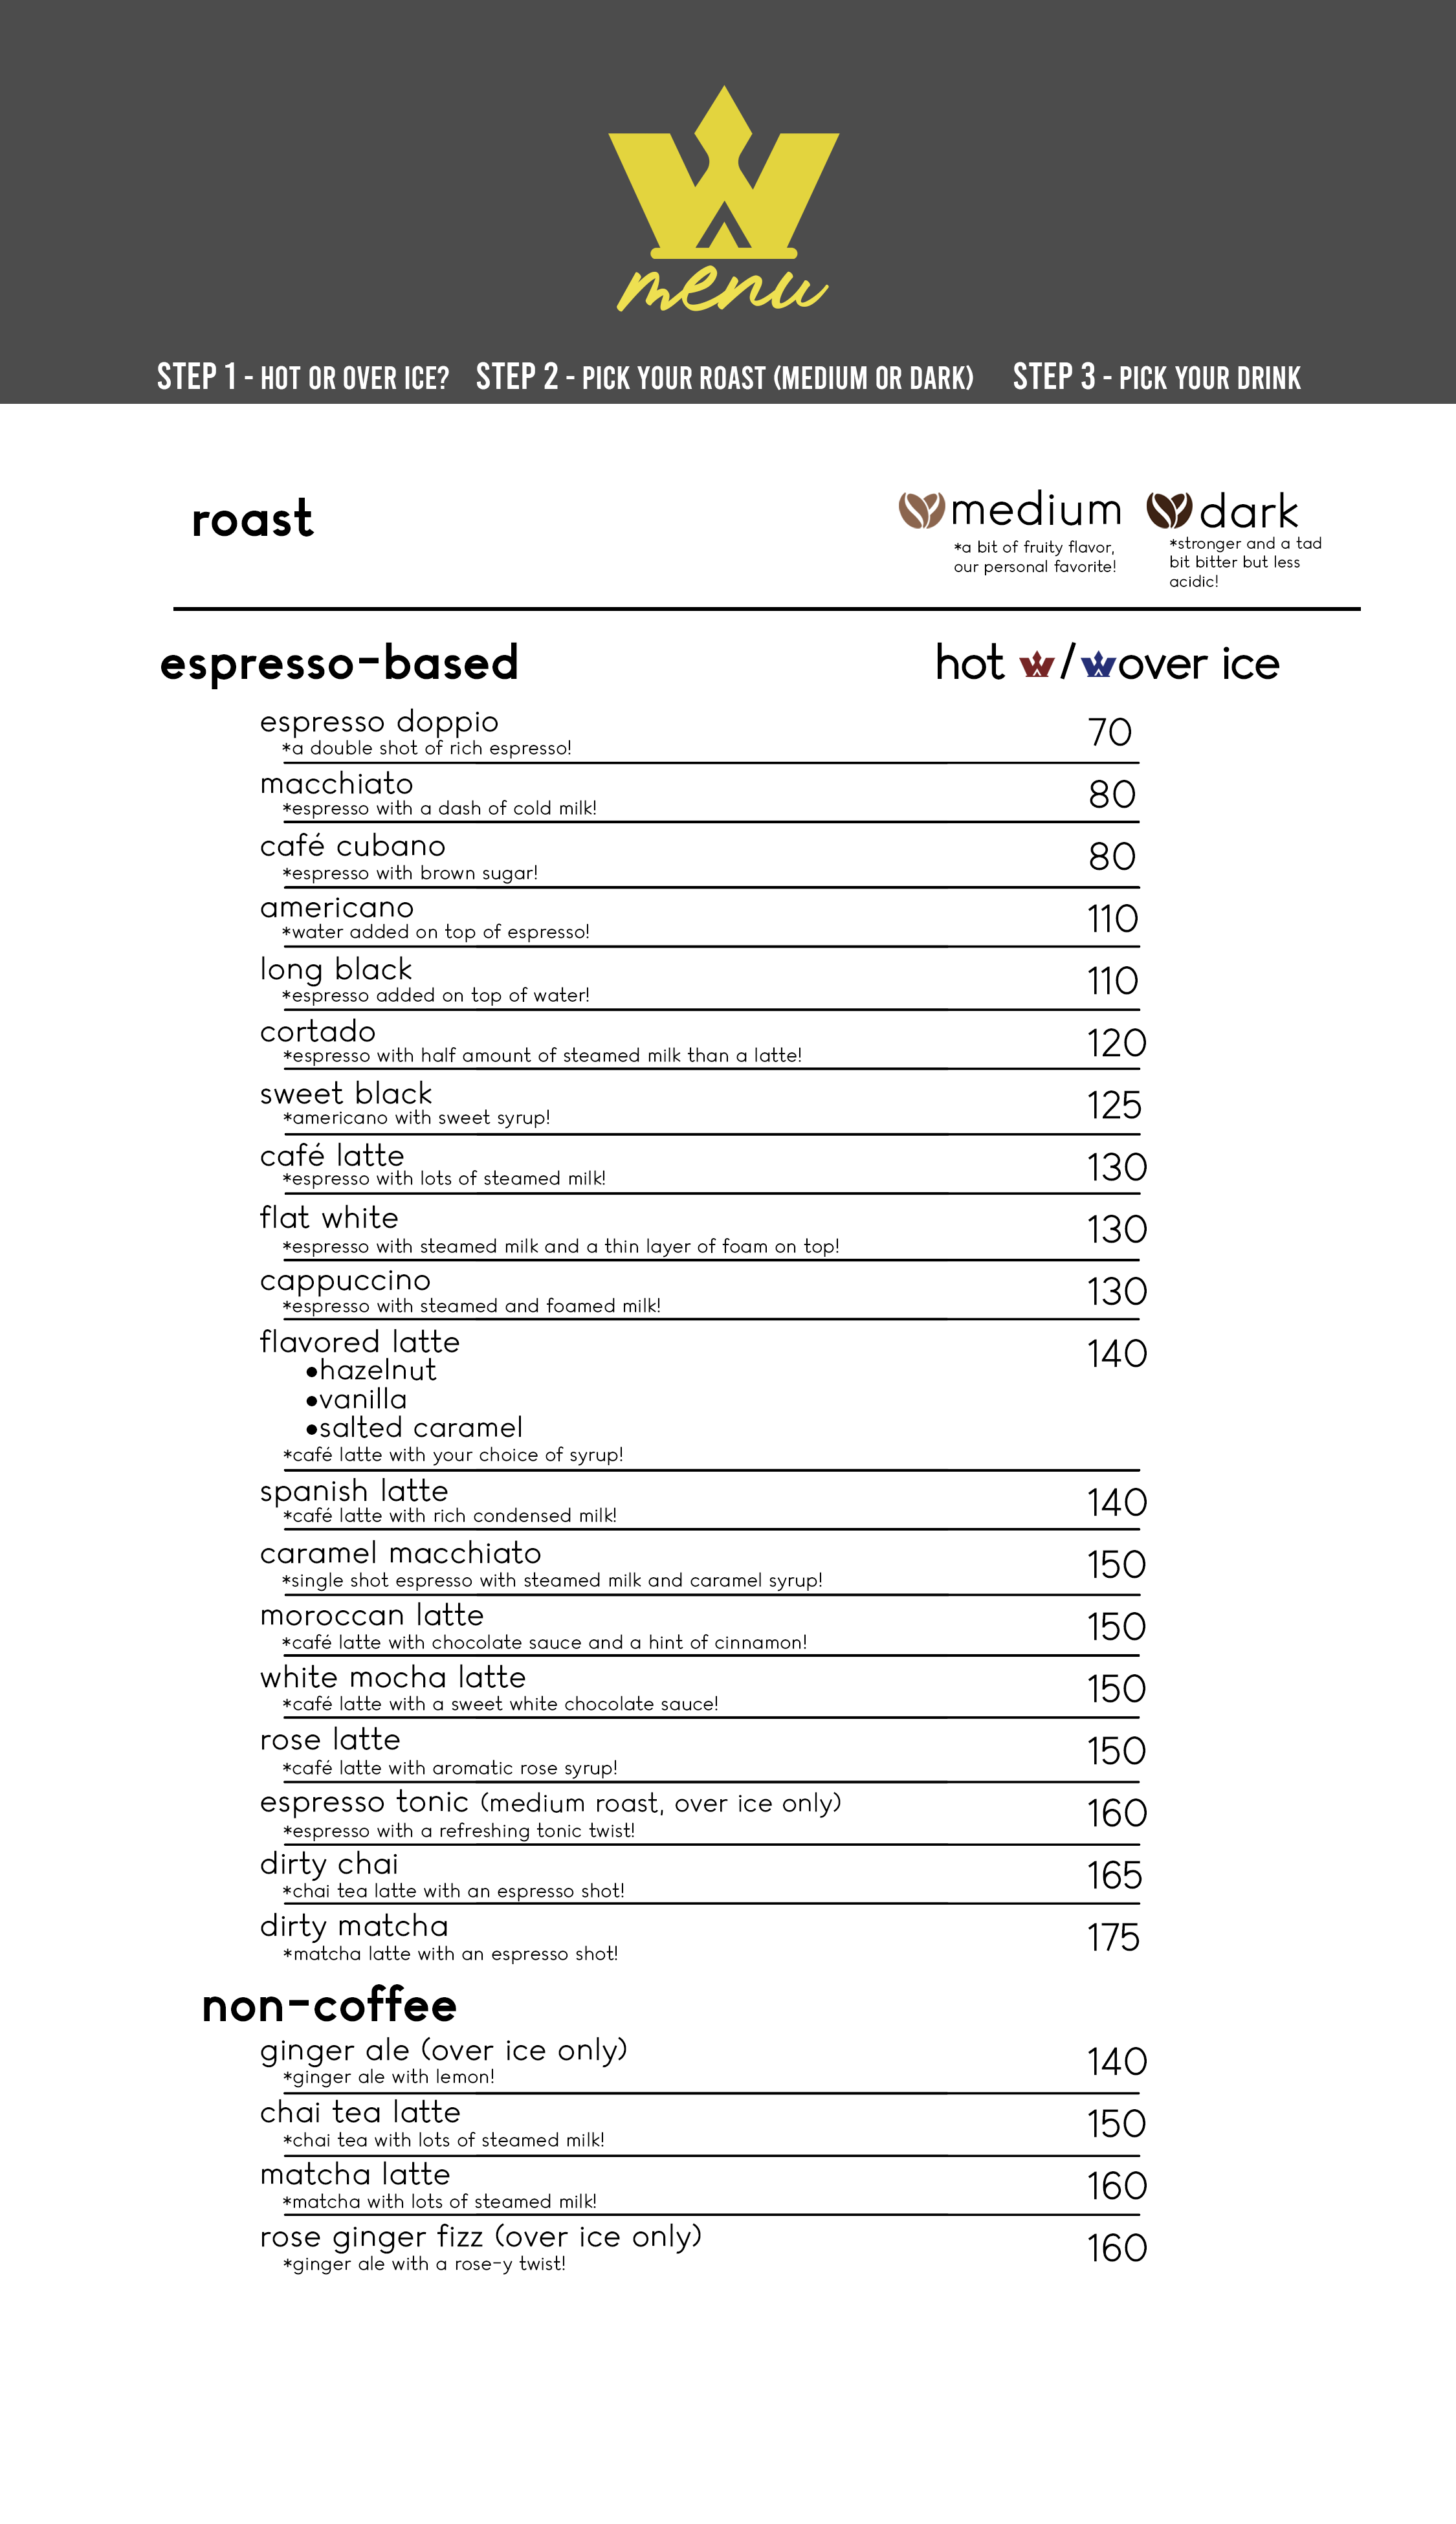 W
menu
STEP 1 - HOT OR OVER ICE? STEP 2 - PICK YOUR ROAST (MEDIUM OR DARK) STEP 3 - PICK YOUR DRINK
roast
medium
*a bit of fruity flavor,
our personal favorite!
dark
*stronger and a tad
bit bitter but less
acidic!
espresso-based
hot / over ice
espresso doppio 70
*a double shot of rich espresso!
macchiato 80
*espresso with a dash of cold milk!
café cubano 80
*espresso with brown sugar!
americano 110
*water added on top of espresso!
long black 110
*espresso added on top of water!
cortado 120
*espresso with half amount of steamed milk than a latte!
sweet black 125
*americano with sweet syrup!
café latte 130
*espresso with lots of steamed milk!
flat white 130
*espresso with steamed milk and a thin layer of foam on top!
cappuccino 130
*espresso with steamed and foamed milk!
flavored latte 140
•hazelnut
•vanilla
•salted caramel
*café latte with your choice of syrup!
spanish latte 140
*café latte with rich condensed milk!
caramel macchiato 150
*single shot espresso with steamed milk and caramel syrup!
moroccan latte 150
*café latte with chocolate sauce and a hint of cinnamon!
white mocha latte 150
*café latte with a sweet white chocolate sauce!
rose latte 150
*café latte with aromatic rose syrup!
espresso tonic (medium roast, over ice only) 160
*espresso with a refreshing tonic twist!
dirty chai 165
*chai tea latte with an espresso shot!
dirty matcha 175
*matcha latte with an espresso shot!
non-coffee
ginger ale (over ice only) 140
*ginger ale with lemon!
chai tea latte 150
*chai tea with lots of steamed milk!
matcha latte 160
*matcha with lots of steamed milk!
rose ginger fizz (over ice only) 160
*ginger ale with a rose-y twist!